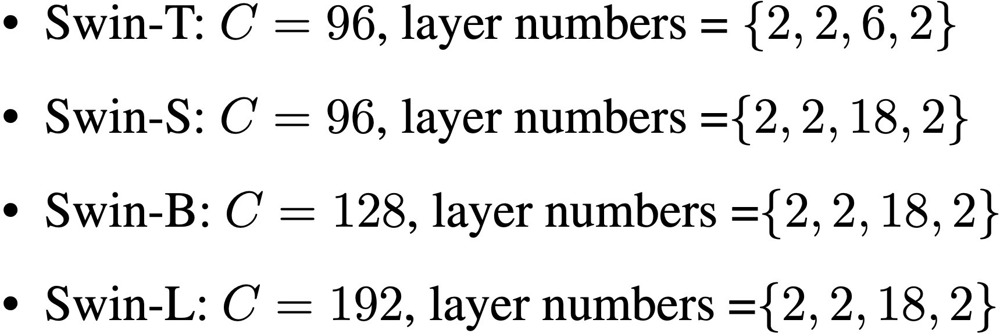 • Swin-T: C = 96, layer numbers = {2, 2, 6, 2}
• Swin-S: C = 96, layer numbers ={2, 2, 18, 2}
• Swin-B: C = 128, layer numbers ={2, 2, 18, 2}
• Swin-L: C = 192, layer numbers ={2, 2, 18, 2}